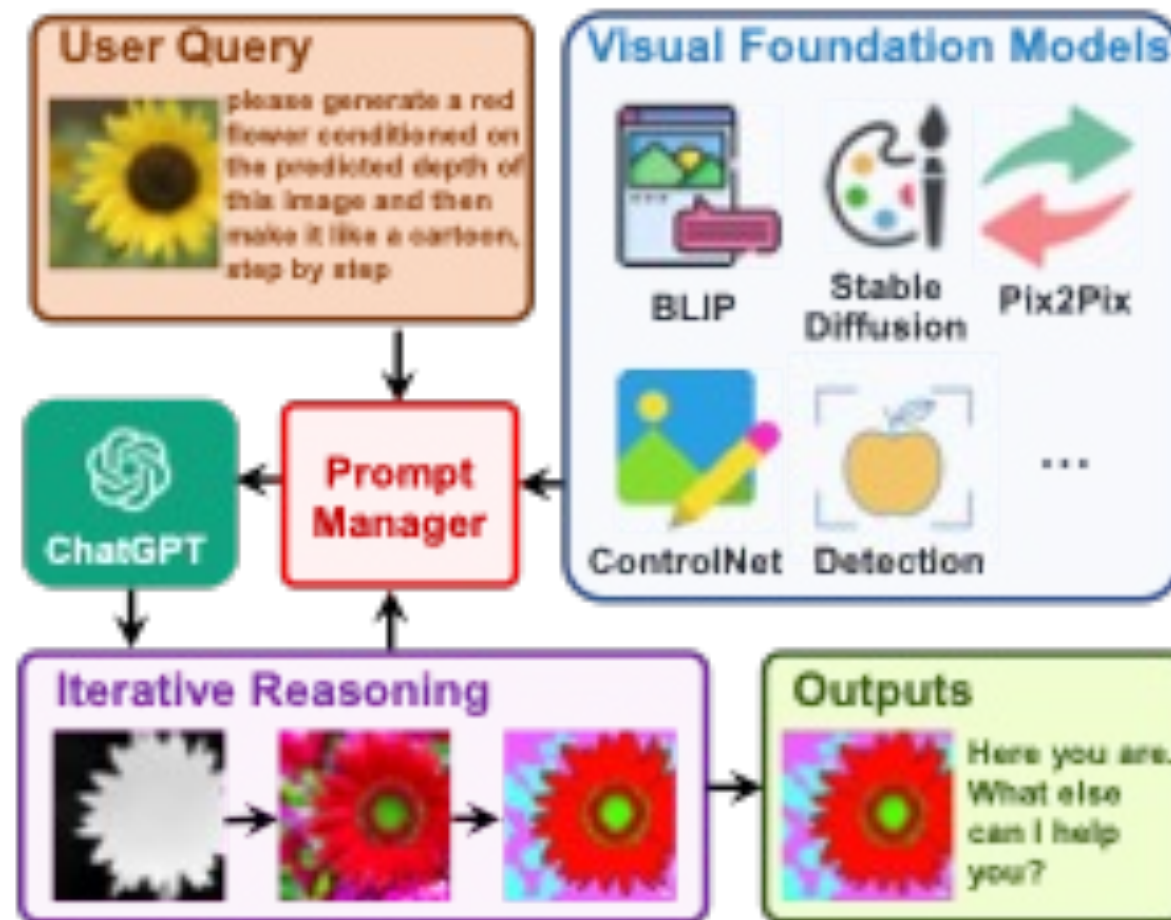 User Query
please generate a red
flower conditioned on
the predicted depth of
this image and then
make it like a cartoon,
step by step
Visual Foundation Models
BLIP
Stable
Diffusion
Pix2Pix
ControlNet
Detection
...
ChatGPT
Prompt
Manager
Iterative Reasoning
Outputs
Here you are.
What else
can I help
you?